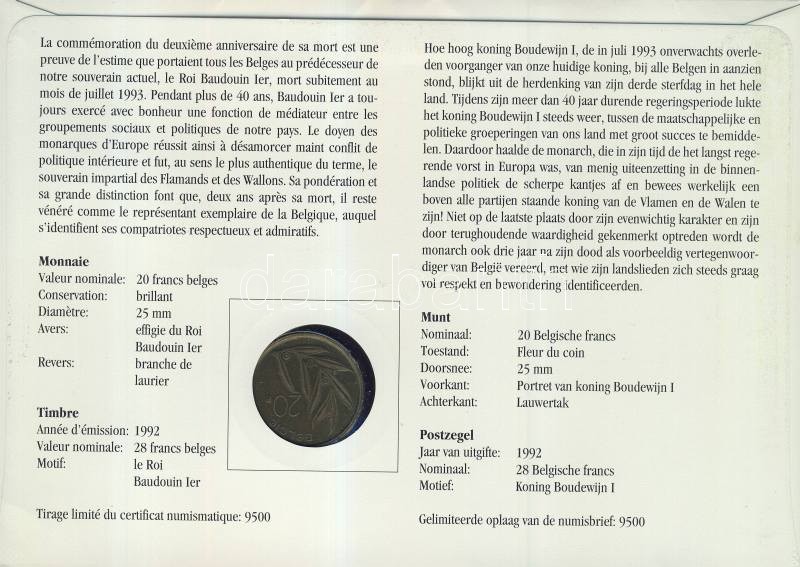 La commémoration du deuxième anniversaire de sa mort est une
preuve de l'estime que portaient tous les Belges au prédécesseur de
notre souverain actuel, le Roi Baudouin Ier, mort subitement au
mois de juillet 1993. Pendant plus de 40 ans, Baudouin Ier a tou-
jours exercé avec bonheur une fonction de médiateur entre les
groupements sociaux et politiques de notre pays. Le doyen des
monarques d'Europe réussit ainsi à désamorcer maint conflit de
politique intérieure et fut, au sens le plus authentique du terme, le
souverain impartial des Flamands et des Wallons. Sa pondération et
sa grande distinction font que, deux ans après sa mort, il reste
vénéré comme le représentant exemplaire de la Belgique, auquel
s'identifient ses compatriotes respectueux et admiratifs.
Monnaie
Valeur nominale: 20 francs belges
Conservation: brillant
Diamètre: 25 mm
Avers: effigie du Roi
Baudouin Ier
Revers: branche de
laurier
Timbre
Année d'émission: 1992
Valeur nominale: 28 francs belges
Motif: le Roi
Baudouin Ier
Tirage limité du certificat numismatique: 9500
20
BELGIE
Hoe hoog koning Boudewijn I, de in juli 1993 onverwachts overle-
den voorganger van onze huidige koning, bij alle Belgen in aanzien
stond, blijkt uit de herdenking van zijn derde sterfdag in het hele
land. Tijdens zijn meer dan 40 jaar durende regeringsperiode lukte
het koning Boudewijn I steeds weer, tussen de maatschappelijke en
politieke groeperingen van ons land met groot succes te bemidde-
len. Daardoor haalde de monarch, die in zijn tijd de het langst rege-
rende vorst in Europa was, van menig uiteenzetting in de binnen-
landse politiek de scherpe kantjes af en bewees werkelijk een
boven alle partijen staande koning van de Vlamen en de Walen te
zijn! Niet op de laatste plaats door zijn evenwichtig karakter en zijn
door terughoudende waardigheid gekenmerkt optreden wordt de
monarch ook drie jaar na zijn dood als voorbeeldig vertegenwoor-
diger van België vereerd, met wie zijn landslieden zich steeds graag
voi respekt en bewondering identificeerden.
Munt
Nominaal: 20 Belgische francs
Toestand: Fleur du coin
Doorsnee: 25 mm
Voorkant: Portret van koning Boudewijn I
Achterkant: Lauwertak
Postzegel
Jaar van uitgifte: 1992
Nominaal: 28 Belgische francs
Motief: Koning Boudewijn I
Gelimiteerde oplaag van de numisbrief: 9500
darabanth